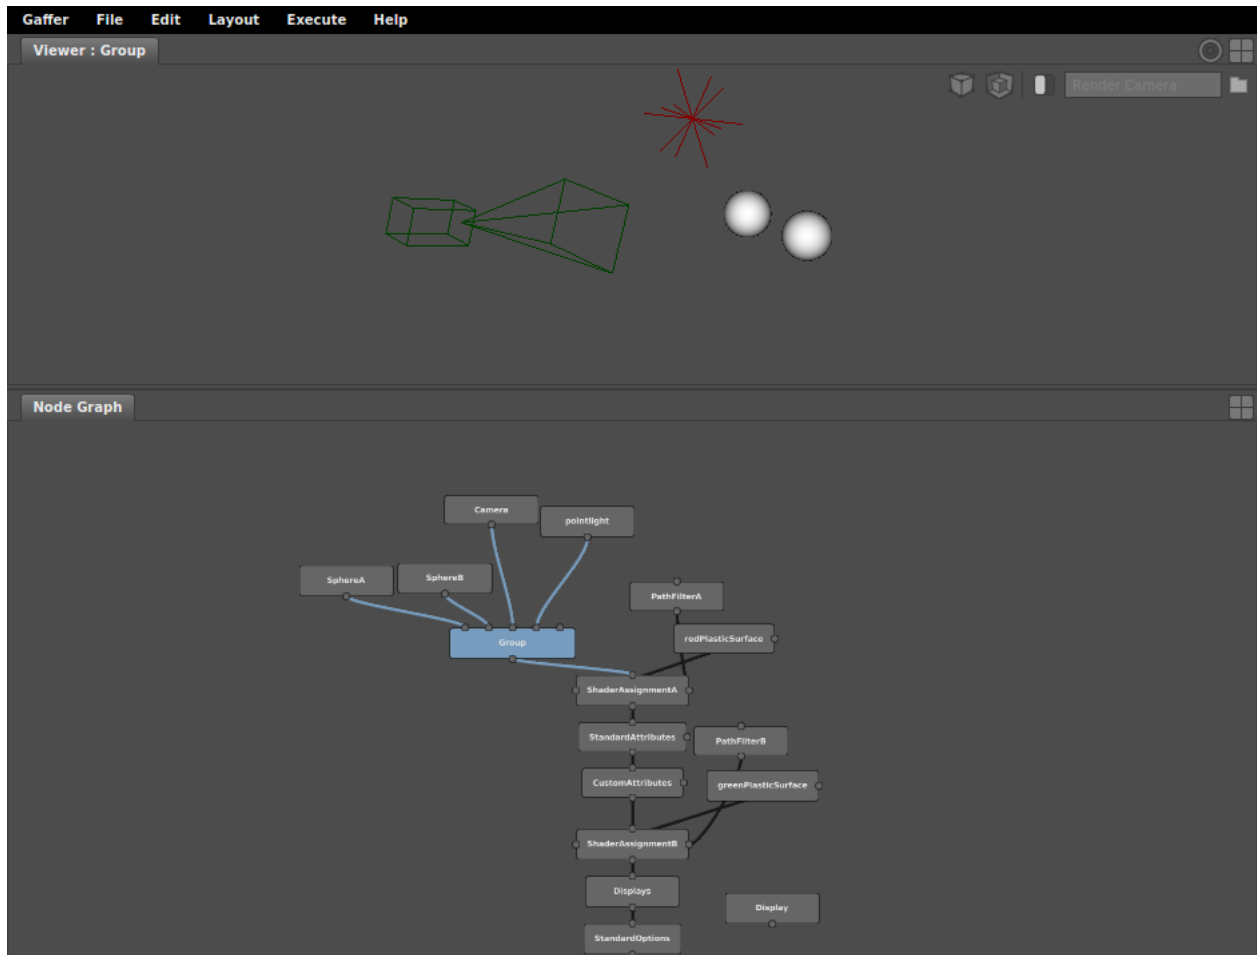 Gaffer File Edit Layout Execute Help
Viewer : Group
Render Camera
Node Graph
Camera
pointlight
SphereA
SphereB
PathFilterA
Group
redPlasticSurface
ShaderAssignmentA
StandardAttributes
PathFilterB
CustomAttributes
greenPlasticSurface
ShaderAssignmentB
Displays
Display
StandardOptions